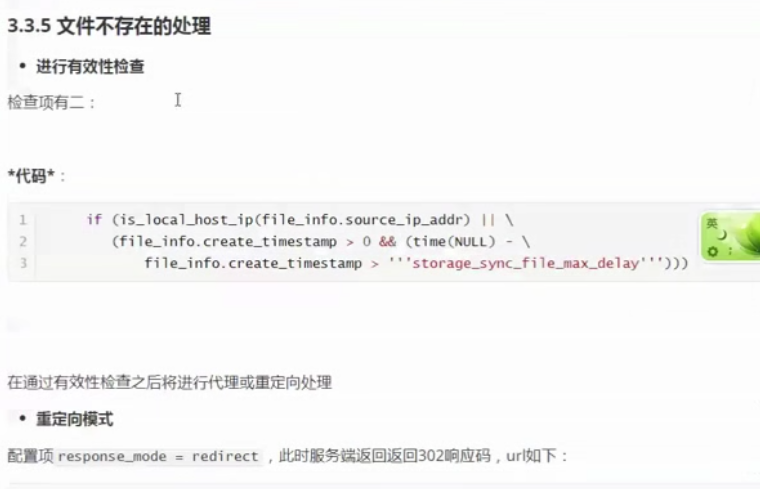 3.3.5 文件不存在的处理
• 进行有效性检查
检查项有二：
*代码*：
1 if (is_local_host_ip(file_info.source_ip_addr) || \
2 (file_info.create_timestamp > 0 && (time(NULL) - \
3 file_info.create_timestamp > '''storage_sync_file_max_delay''')))
英
在通过有效性检查之后将进行代理或重定向处理
• 重定向模式
配置项 response_mode = redirect ，此时服务端返回返回302响应码，url如下：